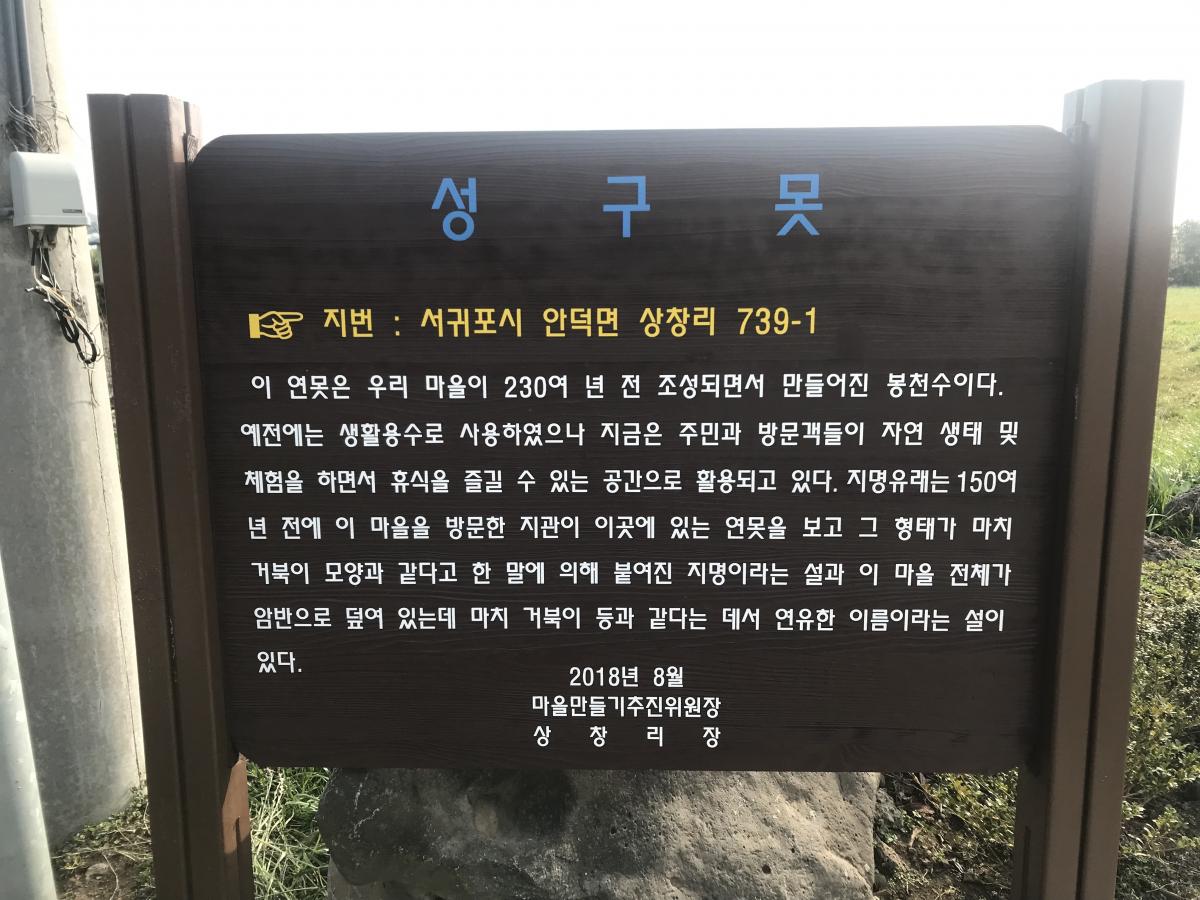 성 구 못
지번 : 서귀포시 안덕면 상창리 739-1
이 연못은 우리 마을이 230여 년 전 조성되면서 만들어진 봉천수이다.
예전에는 생활용수로 사용하였으나 지금은 주민과 방문객들이 자연 생태 및
체험을 하면서 휴식을 즐길 수 있는 공간으로 활용되고 있다. 지명유래는 150여
년 전에 이 마을을 방문한 지관이 이곳에 있는 연못을 보고 그 형태가 마치
거북이 모양과 같다고 한 말에 의해 붙여진 지명이라는 설과 이 마을 전체가
암반으로 덮여 있는데 마치 거북이 등과 같다는 데서 연유한 이름이라는 설이
있다.
2018년 8월
마을만들기추진위원장
상 창 리 장